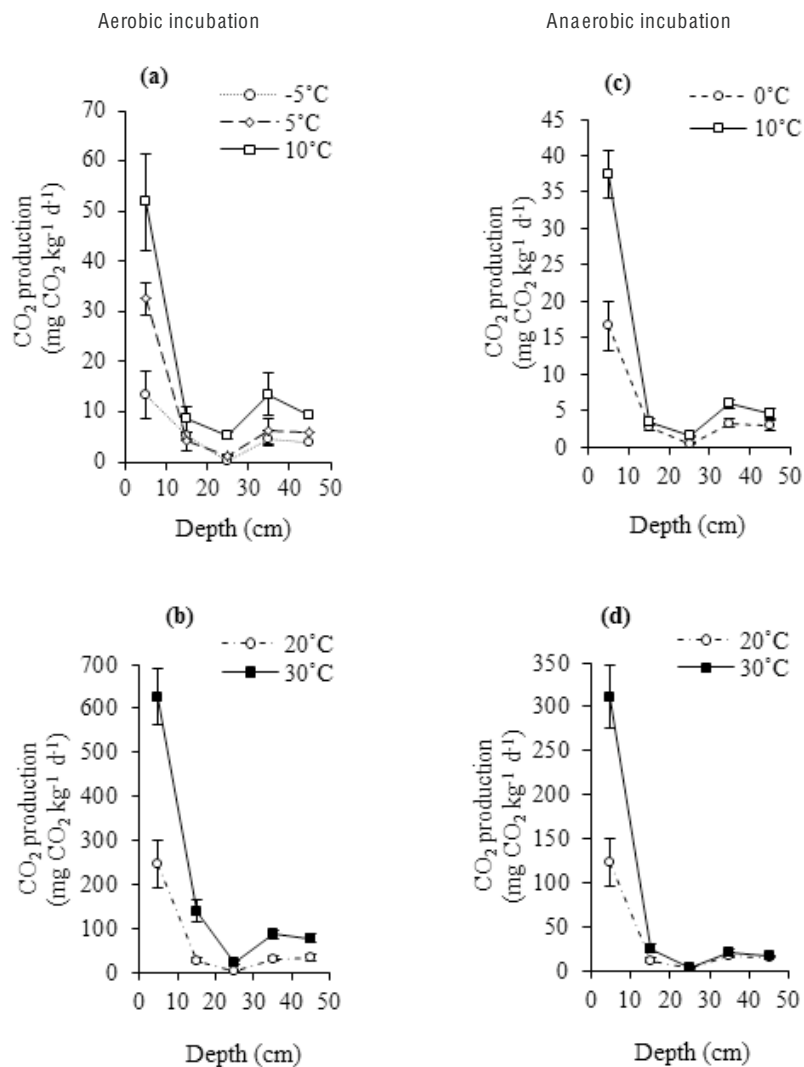 Aerobic incubation
Anaerobic incubation
(a)
-5°C
5°C
10°C
70
60
50
40
30
20
10
0
CO₂ production
(mg CO₂ kg⁻¹ d⁻¹)
0 10 20 30 40 50
Depth (cm)
(c)
0°C
10°C
45
40
35
30
25
20
15
10
5
0
CO₂ production
(mg CO₂ kg⁻¹ d⁻¹)
0 10 20 30 40 50
Depth (cm)
(b)
20°C
30°C
700
600
500
400
300
200
100
0
CO₂ production
(mg CO₂ kg⁻¹ d⁻¹)
0 10 20 30 40 50
Depth (cm)
(d)
20°C
30°C
350
300
250
200
150
100
50
0
CO₂ production
(mg CO₂ kg⁻¹ d⁻¹)
0 10 20 30 40 50
Depth (cm)